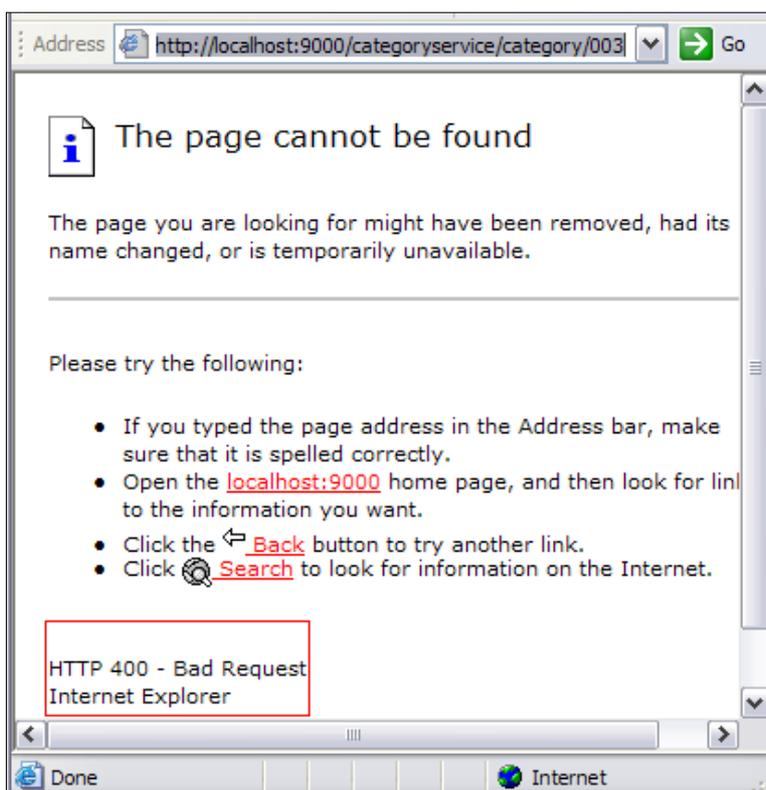 Address http://localhost:9000/categoryservice/category/003 Go
The page cannot be found
The page you are looking for might have been removed, had its
name changed, or is temporarily unavailable.
Please try the following:
• If you typed the page address in the Address bar, make
sure that it is spelled correctly.
• Open the localhost:9000 home page, and then look for
to the information you want.
• Click the Back button to try another link.
• Click Search to look for information on the Internet.
HTTP 400 - Bad Request
Internet Explorer
Done Internet